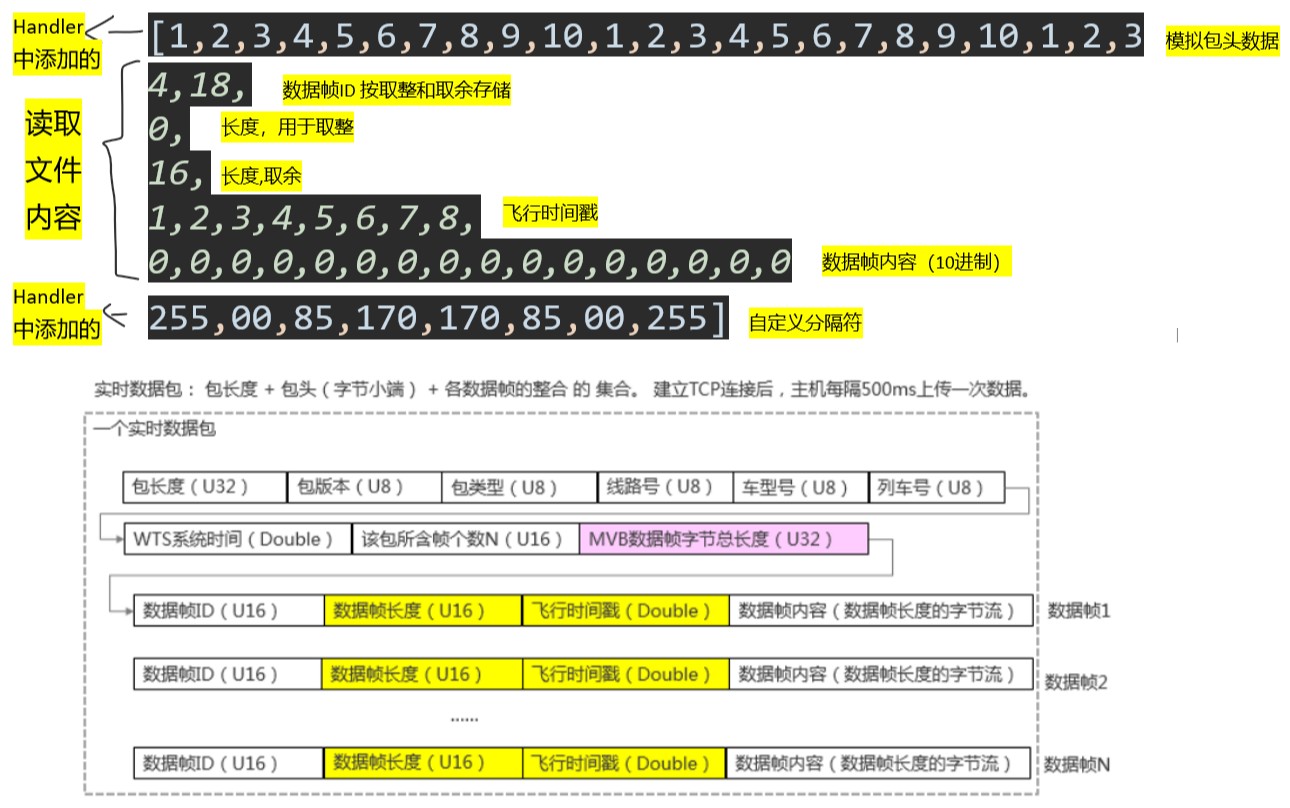 Handler
中添加的
[1,2,3,4,5,6,7,8,9,10,1,2,3,4,5,6,7,8,9,10,1,2,3
模拟包头数据
读取
文件
内容
4,18,
数据帧ID 按取整和取余存储
0,
长度，用于取整
16,
长度,取余
1,2,3,4,5,6,7,8,
飞行时间戳
0,0,0,0,0,0,0,0,0,0,0,0,0,0,0,0
数据帧内容（10进制）
Handler
中添加的
255,00,85,170,170,85,00,255]
自定义分隔符
实时数据包： 包长度 + 包头（字节小端） + 各数据帧的整合 的 集合。 建立TCP连接后，主机每隔500ms上传一次数据。
一个实时数据包
包长度（U32） 包版本（U8） 包类型（U8） 线路号（U8） 车型号（U8） 列车号（U8）
WTS系统时间（Double） 该包所含帧个数N（U16） MVB数据帧字节总长度（U32）
数据帧ID（U16） 数据帧长度（U16） 飞行时间戳（Double） 数据帧内容（数据帧长度的字节流） 数据帧1
数据帧ID（U16） 数据帧长度（U16） 飞行时间戳（Double） 数据帧内容（数据帧长度的字节流） 数据帧2
......
数据帧ID（U16） 数据帧长度（U16） 飞行时间戳（Double） 数据帧内容（数据帧长度的字节流） 数据帧N